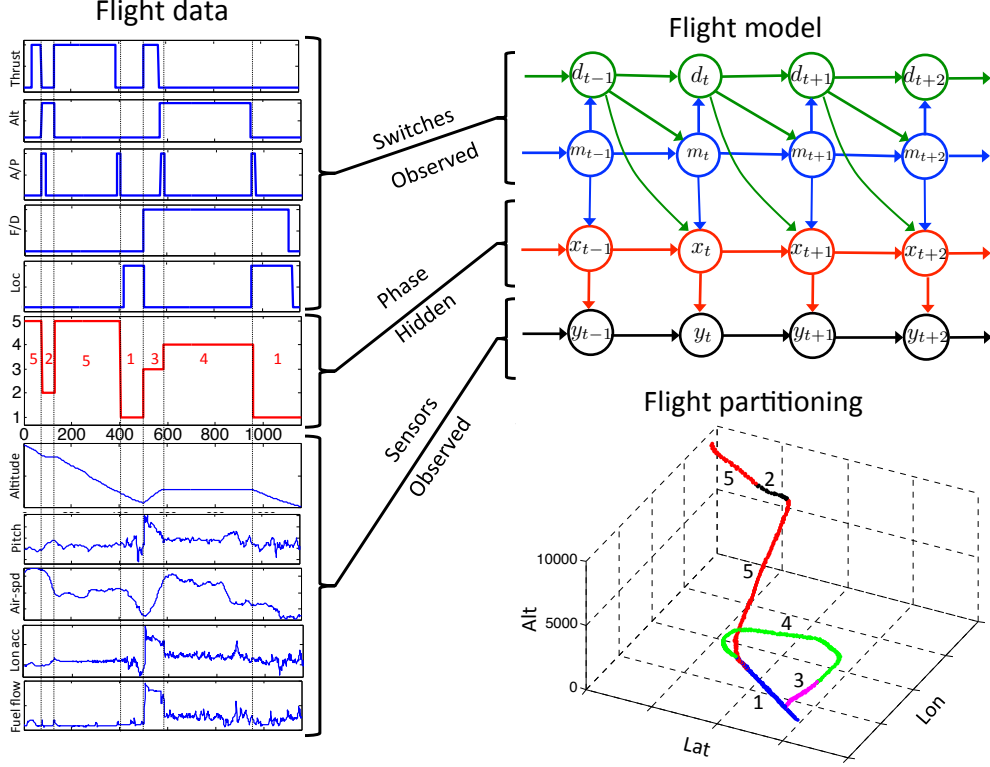 Flight data
Thrust
Alt
A/P
F/D
Loc
5
4
3
2
1
5 2 5 1 3 4 1
0 200 400 600 800 1000
Altitude
Pitch
Air-spd
Lon acc
Fuel flow
Switches
Observed
Phase
Hidden
Sensors
Observed
Flight model
d_{t-1} d_t d_{t+1} d_{t+2}
m_{t-1} m_t m_{t+1} m_{t+2}
x_{t-1} x_t x_{t+1} x_{t+2}
y_{t-1} y_t y_{t+1} y_{t+2}
Flight partitioning
10000
5000
0
Alt
Lat
Lon
5
2
5
4
3
1